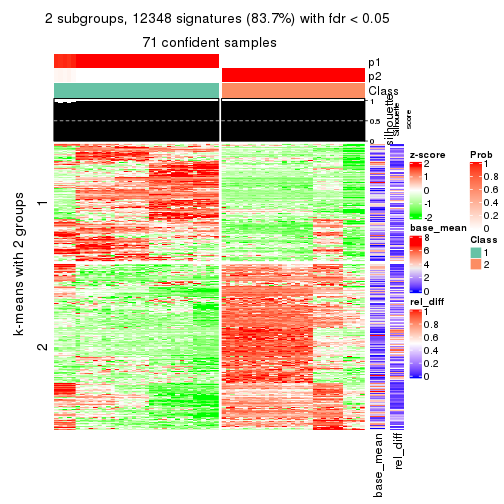 2 subgroups, 12348 signatures (83.7%) with fdr < 0.05
71 confident samples
p1
p2
Class
1
0.5
0
silhouette
Silhouette
score
k-means with 2 groups
1
2
base_mean
rel_diff
z-score
2
1
0
-1
-2
base_mean
8
6
4
2
0
rel_diff
1
0.8
0.6
0.4
0.2
0
Prob
1
0.8
0.6
0.4
0.2
0
Class
1
2